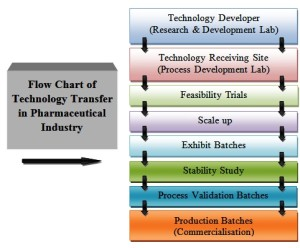 Flow Chart of
Technology Transfer
in Pharmaceutical
Industry
Technology Developer
(Research & Development Lab)
Technology Receiving Site
(Process Development Lab)
Feasibility Trials
Scale up
Exhibit Batches
Stability Study
Process Validation Batches
Production Batches
(Commercialisation)